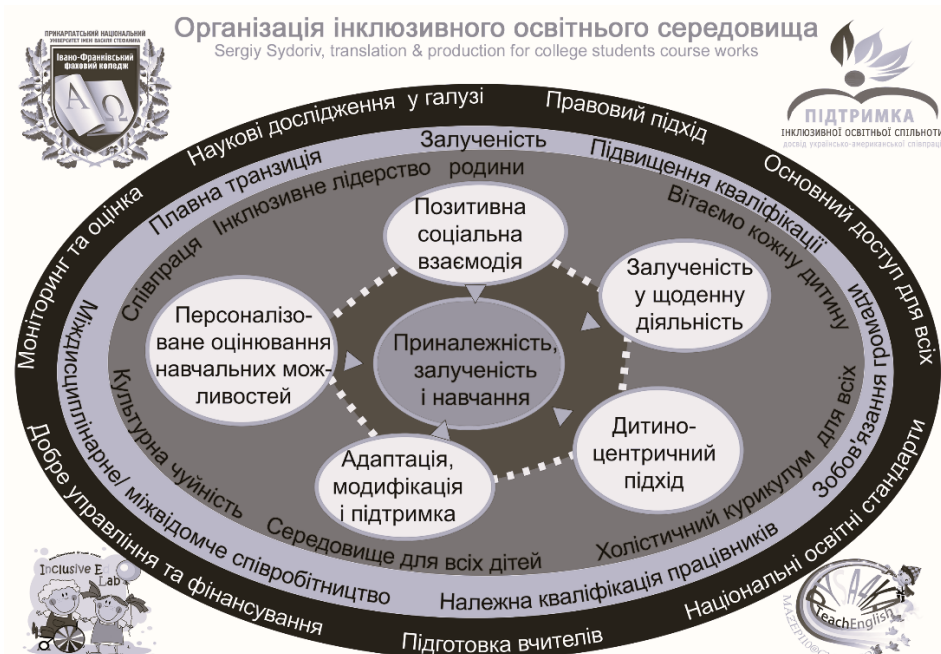 Організація інклюзивного освітнього середовища
Sergiy Sydoriv, translation & production for college students course works
ПРИКАРПАТСЬКИЙ НАЦІОНАЛЬНИЙ
УНІВЕРСИТЕТ ІМЕНІ ВАСИЛЯ СТЕФАНИКА
Івано-Франківський
фаховий коледж
Α Ω
ПІДТРИМКА
ІНКЛЮЗИВНОЇ ОСВІТНЬОЇ СПІЛЬНОТИ
досвід українсько-американської співпраці
Моніторинг та оцінка
Наукові дослідження у галузі
Правовий підхід
Основний доступ для всіх
Національні освітні стандарти
Підготовка вчителів
Добре управління та фінансування
Плавна транзиція
Залученість
родини
Підвищення кваліфікації
Зобов'язання громади
Належна кваліфікація працівників
Міждисциплінарне/ міжвідомче співробітництво
Співпраця
Інклюзивне лідерство
Вітаємо кожну дитину
Холістичний курикулум для всіх
Середовище для всіх дітей
Культурна чуйність
Позитивна
соціальна
взаємодія
Залученість
у щоденну
діяльність
Дитино-
центричний
підхід
Адаптація,
модифікація
і підтримка
Персоналізо-
ване оцінювання
навчальних мож-
ливостей
Приналежність,
залученість
і навчання
Inclusive E
Lab
TeachEnglish